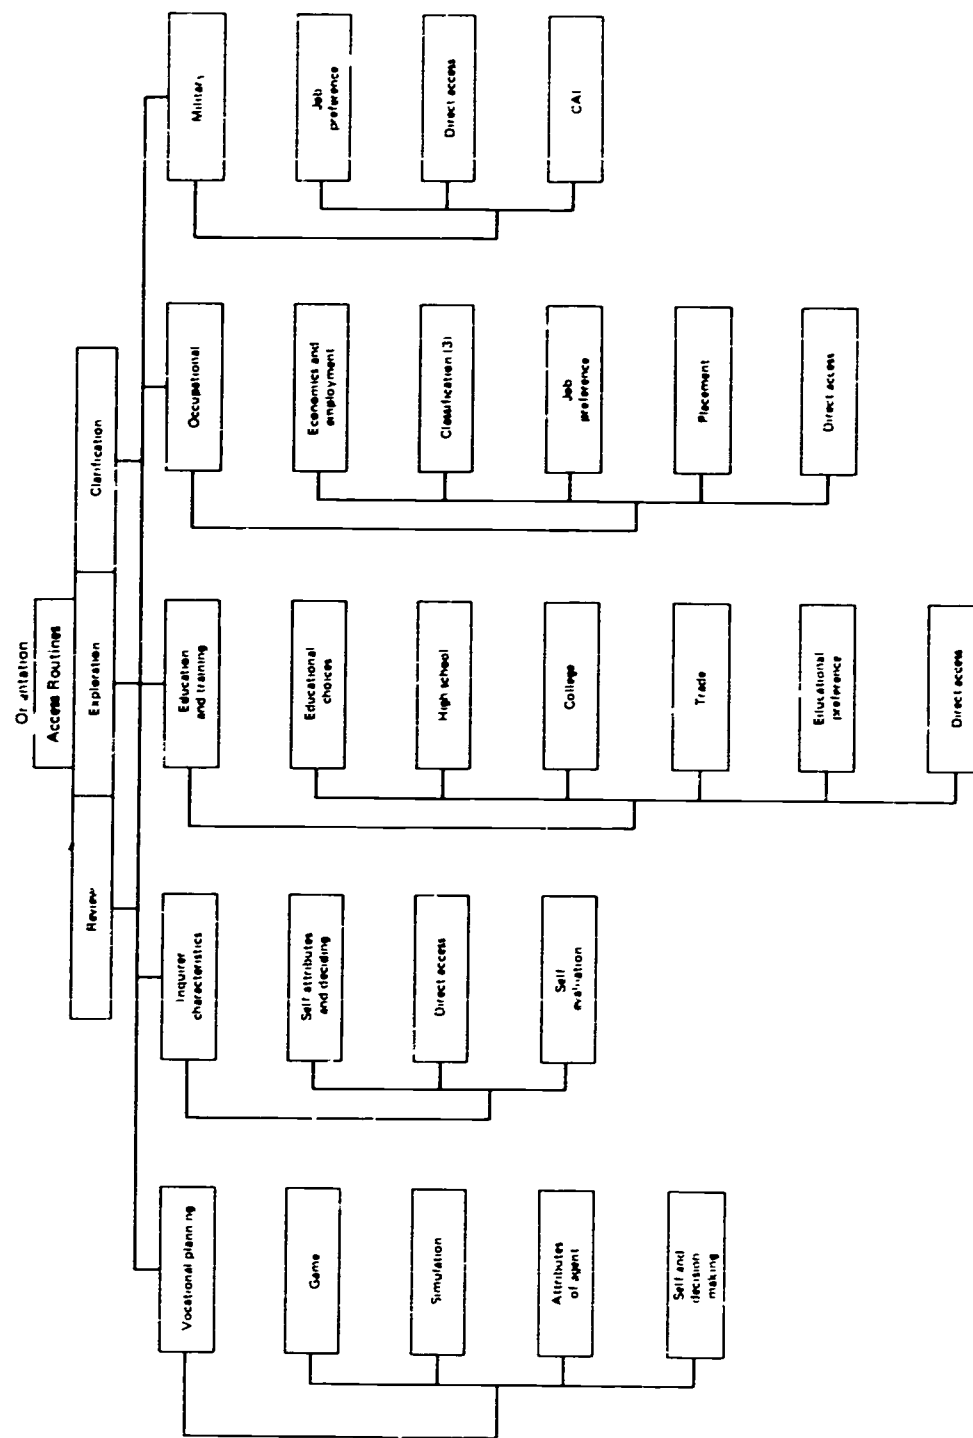 Access Routines
Review
Exploration
Clarification
Vocational planning
Game
Simulation
Attributes
of agent
Self and
decision
making
Inquirer
characteristics
Self attributes
and deciding
Direct access
Self
evaluation
Education
and training
Educational
choices
High school
College
Trade
Educational
preference
Direct access
Occupational
Economics and
employment
Classification (3)
Job
preference
Placement
Direct access
Military
Job
preference
Direct access
CAI